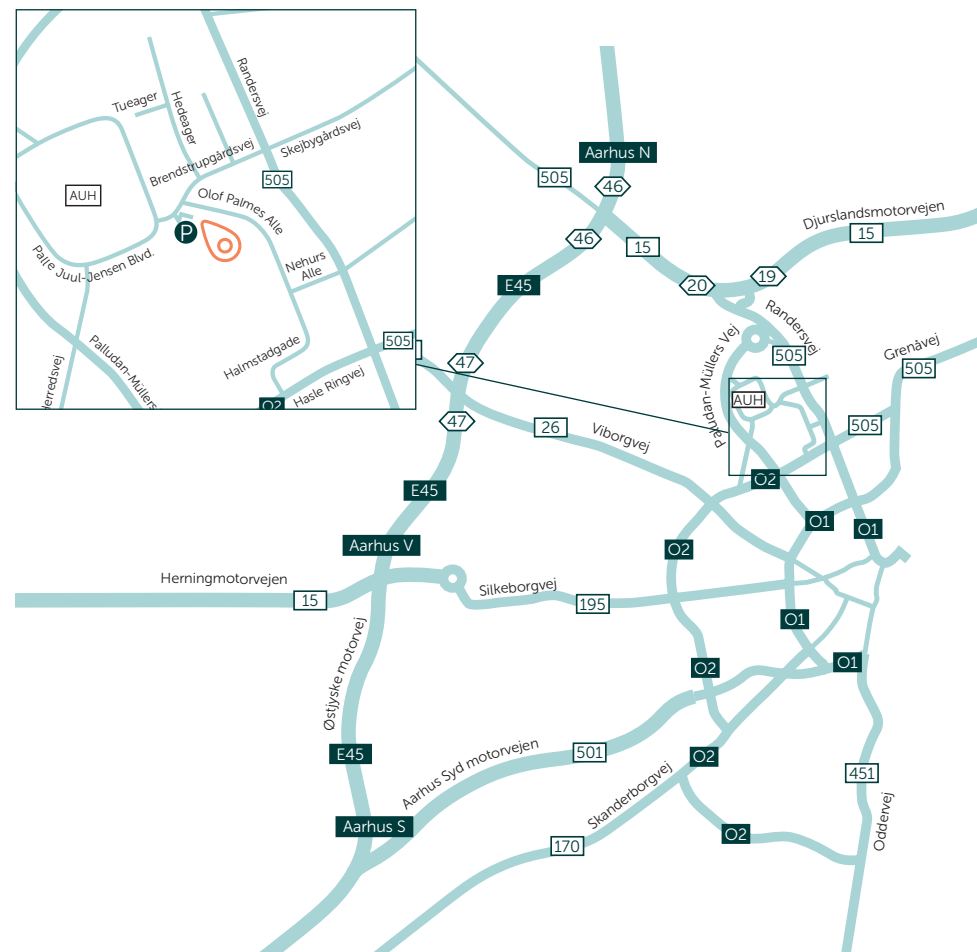 Randersvej
Tueager
Hedeager
Brendstrupgårdsvej
Skejbygårdsvej
505
AUH
Olof Palmes Alle
P
Palle Juul-Jensen Blvd.
Nehurs
Alle
Palludan-Müllers
Herredsvej
Halmstadgade
Hasle Ringvej
505
O2
Aarhus N
46
505
46
15
Djurslandsmotorvejen
15
19
20
E45
Randersvej
505
Grenåvej
505
Paludan-Müllers Vej
AUH
47
47
26
Viborgvej
505
O2
E45
O1
O1
Aarhus V
O2
Herningmotorvejen
15
Silkeborgvej
195
O1
Østjyske motorvej
O2
O1
E45
Aarhus Syd motorvejen
501
O2
451
Skanderborgvej
Aarhus S
O2
170
Oddervej